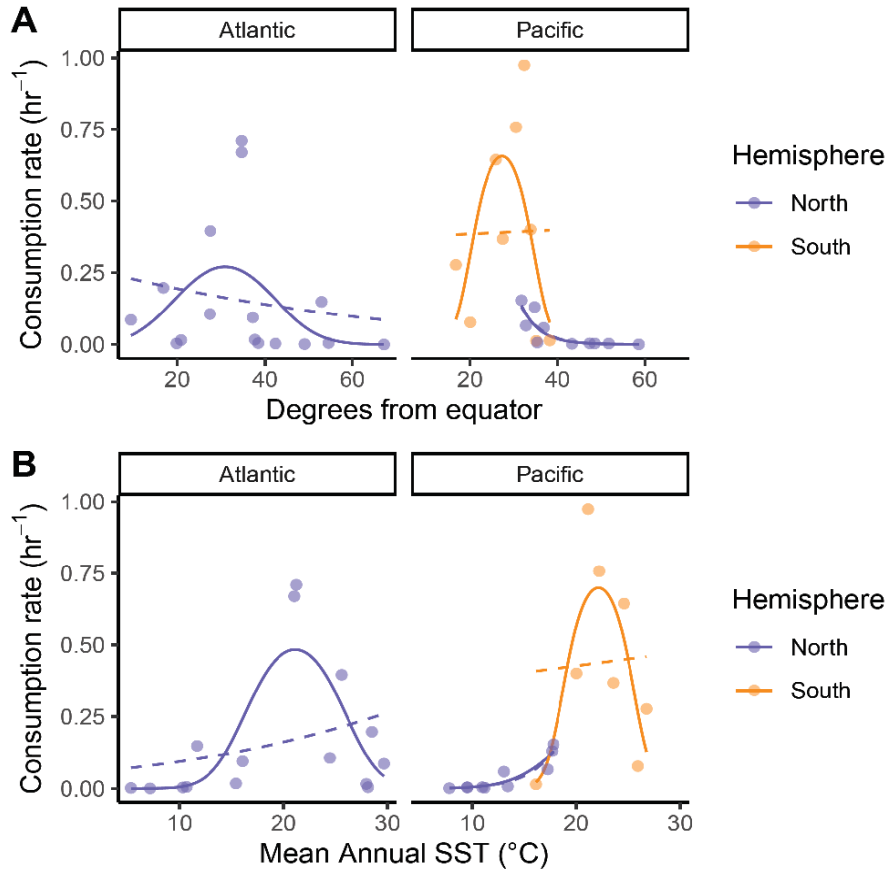 A
Atlantic
Pacific
1.00
0.75
0.50
0.25
0.00
Consumption rate (hr⁻¹)
20
40
60
20
40
60
Degrees from equator
Hemisphere
North
South
B
Atlantic
Pacific
1.00
0.75
0.50
0.25
0.00
Consumption rate (hr⁻¹)
10
20
30
10
20
30
Mean Annual SST (°C)
Hemisphere
North
South